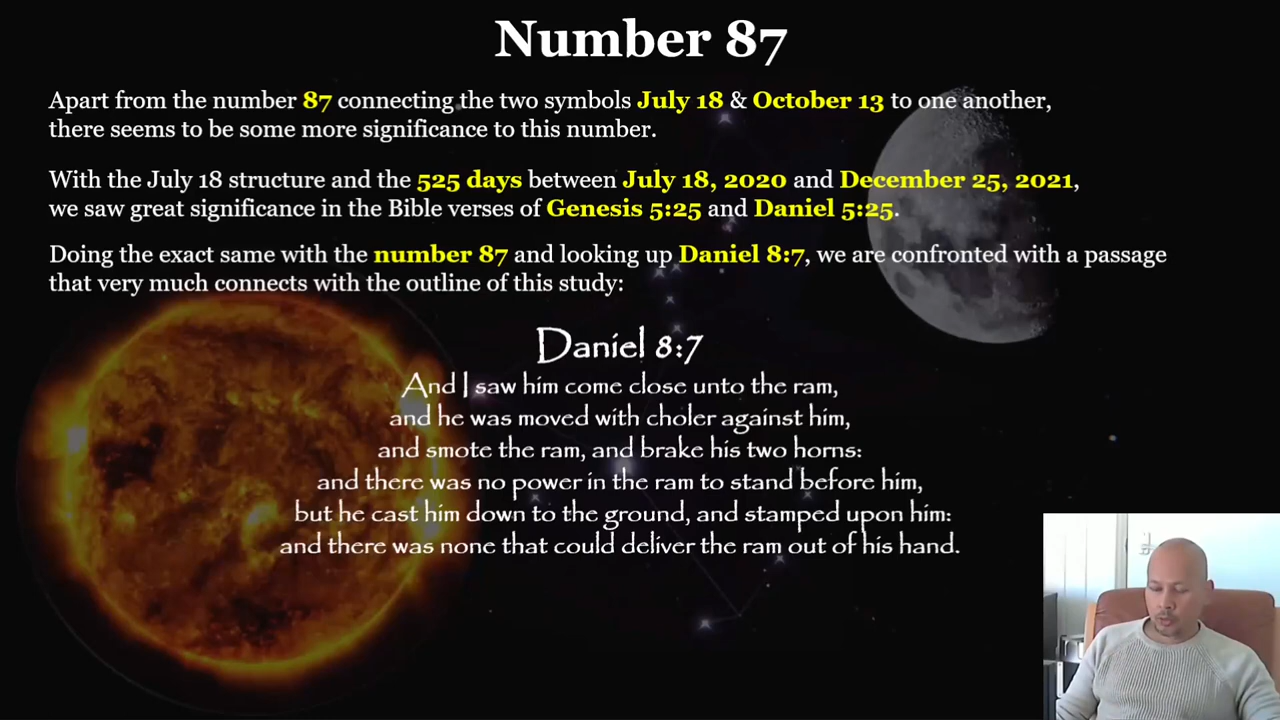 Number 87
Apart from the number 87 connecting the two symbols July 18 & October 13 to one another,
there seems to be some more significance to this number.
With the July 18 structure and the 525 days between July 18, 2020 and December 25, 2021,
we saw great significance in the Bible verses of Genesis 5:25 and Daniel 5:25.
Doing the exact same with the number 87 and looking up Daniel 8:7, we are confronted with a passage
that very much connects with the outline of this study:
Daniel 8:7
And I saw him come close unto the ram,
and he was moved with choler against him,
and smote the ram, and brake his two horns:
and there was no power in the ram to stand before him,
but he cast him down to the ground, and stamped upon him:
and there was none that could deliver the ram out of his hand.